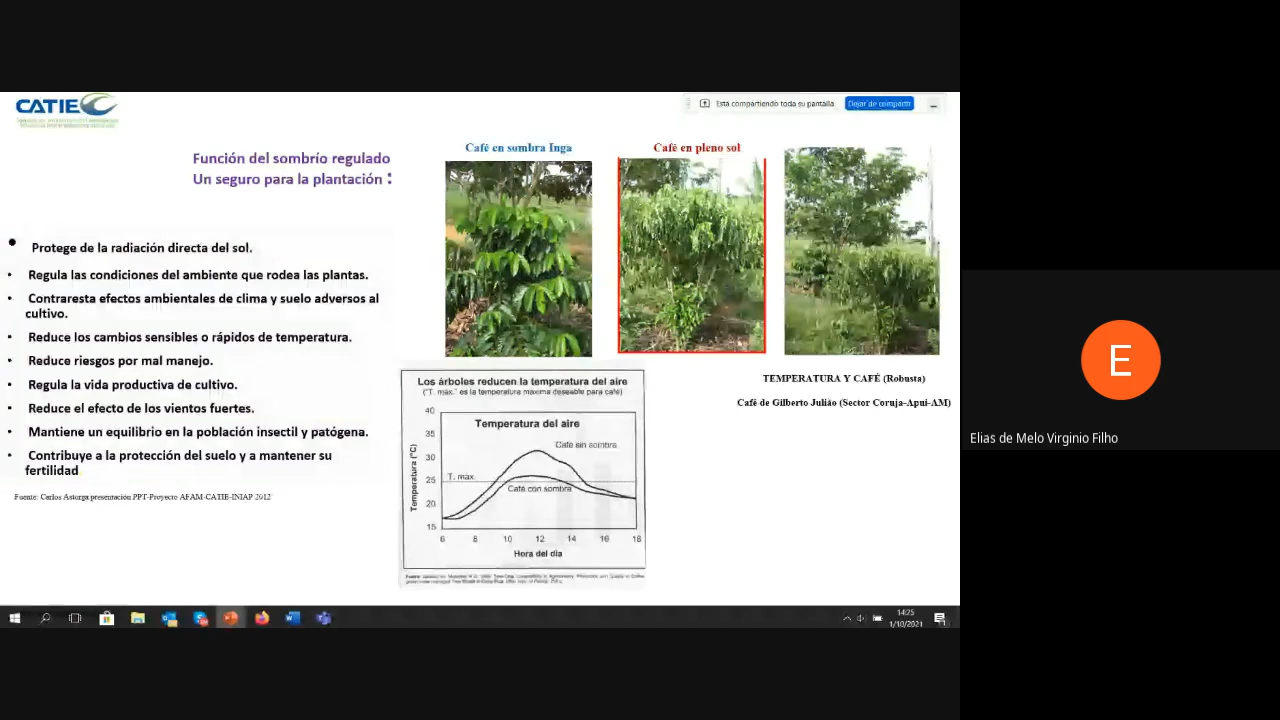 CATIE
Está compartiendo toda su pantalla.
Dejar de compartir
Función del sombrío regulado
Un seguro para la plantación :
• Protege de la radiación directa del sol.
• Regula las condiciones del ambiente que rodea las plantas.
• Contraresta efectos ambientales de clima y suelo adversos al
cultivo.
• Reduce los cambios sensibles o rápidos de temperatura.
• Reduce riesgos por mal manejo.
• Regula la vida productiva de cultivo.
• Reduce el efecto de los vientos fuertes.
• Mantiene un equilibrio en la población insectil y patógena.
• Contribuye a la protección del suelo y a mantener su
fertilidad
Fuente: Carlos Astorga presentación PPT-Proyecto AFAM-CATIE-INIAP 2012
Café en sombra Inga
Café en pleno sol
TEMPERATURA Y CAFÉ (Robusta)
Café de Gilberto Julião (Sector Coruja-Apuí-AM)
Los árboles reducen la temperatura del aire
("T. máx." es la temperatura máxima deseable para café)
Temperatura del aire
Temperatura (°C)
40
35
30
25
20
15
Café sin sombra
T. max
Café con sombra
6 8 10 12 14 16 18
Hora del día
14:25
1/10/2021
E
Elias de Melo Virginio Filho